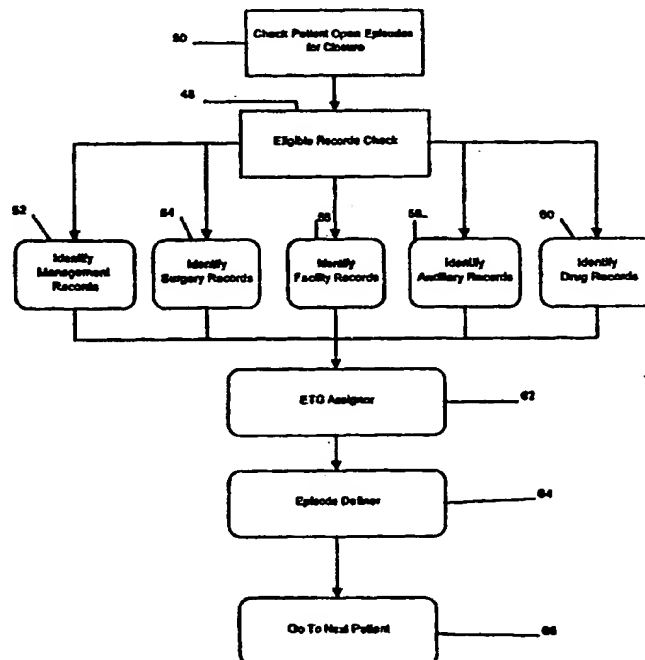 50
Check Patient Open Episodes
for Closure
48
Eligible Records Check
52
Identify
Management
Records
54
Identify
Surgery Records
56
Identify
Facility Records
58
Identify
Ancillary Records
60
Identify
Drug Records
ETG Assignor
62
Episode Definer
64
Go To Next Patient
66